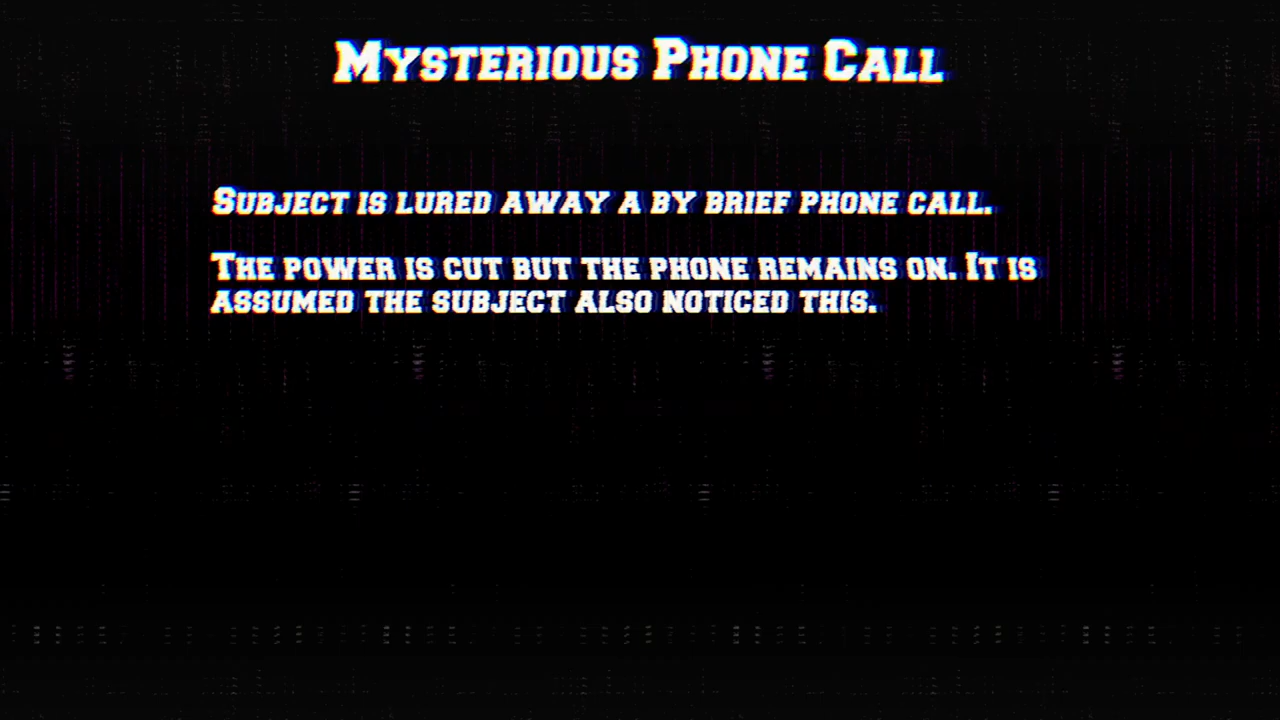 Mysterious Phone Call
Subject is lured away a by brief phone call.
The power is cut but the phone remains on. It is
assumed the subject also noticed this.